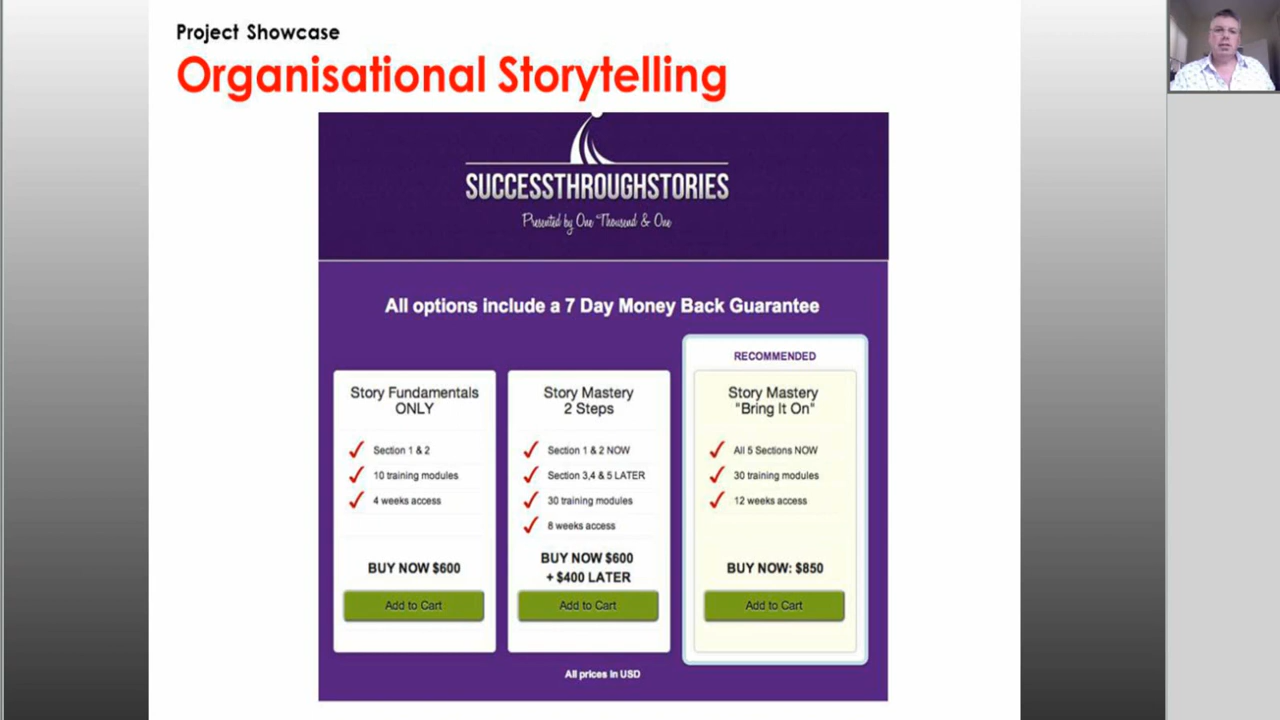 Project Showcase
Organisational Storytelling
SUCCESSTHROUGHSTORIES
Presented by One Thousand & One
All options include a 7 Day Money Back Guarantee
Story Fundamentals
ONLY
Section 1 & 2
10 training modules
4 weeks access
BUY NOW $600
Add to Cart
Story Mastery
2 Steps
Section 1 & 2 NOW
Section 3,4 & 5 LATER
30 training modules
8 weeks access
BUY NOW $600
+ $400 LATER
Add to Cart
RECOMMENDED
Story Mastery
"Bring It On"
All 5 Sections NOW
30 training modules
12 weeks access
BUY NOW: $850
Add to Cart
All prices in USD